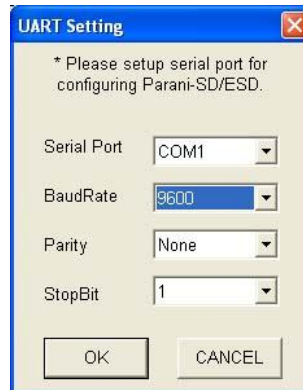 UART Setting
* Please setup serial port for
configuring Parani-SD/ESD.
Serial Port COM1
BaudRate 9600
Parity None
StopBit 1
OK CANCEL